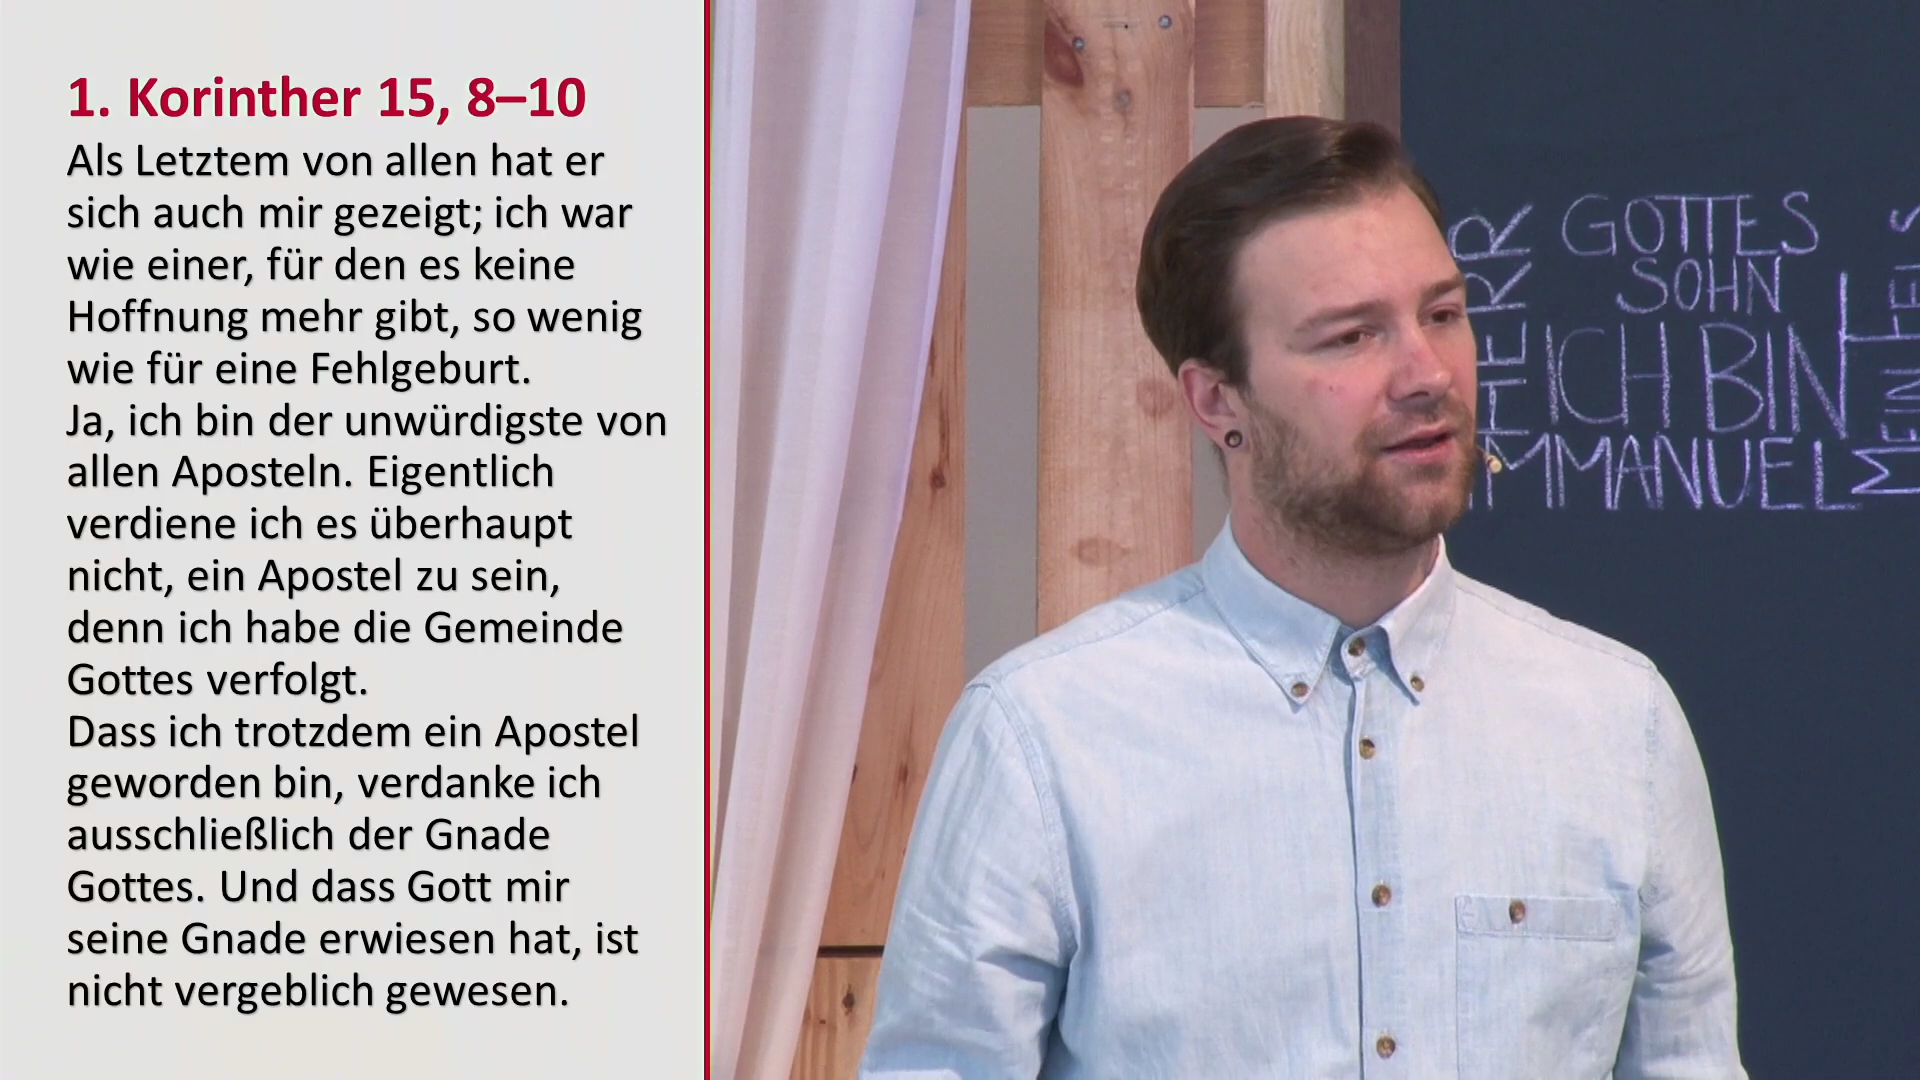 1. Korinther 15, 8–10
Als Letztem von allen hat er
sich auch mir gezeigt; ich war
wie einer, für den es keine
Hoffnung mehr gibt, so wenig
wie für eine Fehlgeburt.
Ja, ich bin der unwürdigste von
allen Aposteln. Eigentlich
verdiene ich es überhaupt
nicht, ein Apostel zu sein,
denn ich habe die Gemeinde
Gottes verfolgt.
Dass ich trotzdem ein Apostel
geworden bin, verdanke ich
ausschließlich der Gnade
Gottes. Und dass Gott mir
seine Gnade erwiesen hat, ist
nicht vergeblich gewesen.
HERR
GOTTES
SOHN
ICH BIN
IMMANUEL
MEIN FELS